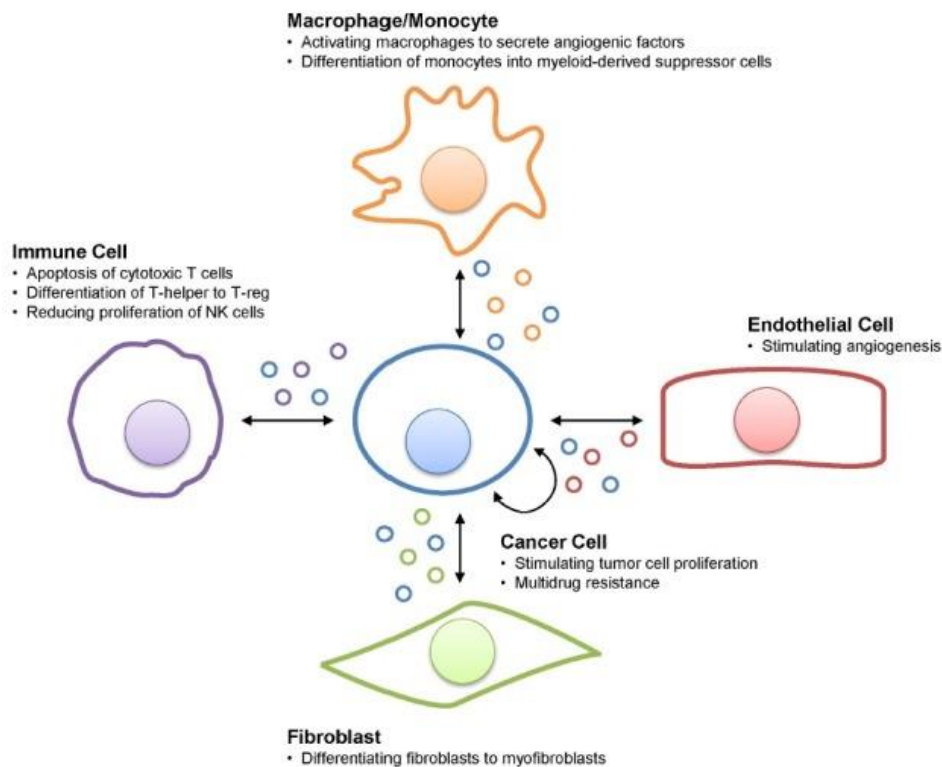 Macrophage/Monocyte
• Activating macrophages to secrete angiogenic factors
• Differentiation of monocytes into myeloid-derived suppressor cells
Immune Cell
• Apoptosis of cytotoxic T cells
• Differentiation of T-helper to T-reg
• Reducing proliferation of NK cells
Endothelial Cell
• Stimulating angiogenesis
Cancer Cell
• Stimulating tumor cell proliferation
• Multidrug resistance
Fibroblast
• Differentiating fibroblasts to myofibroblasts